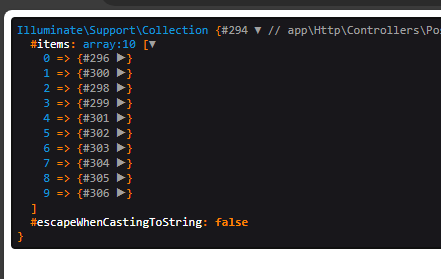 Illuminate\Support\Collection {#294 ▼ // app\Http\Controllers\Po
#items: array:10 [▼
0 => {#296 ▶}
1 => {#300 ▶}
2 => {#298 ▶}
3 => {#299 ▶}
4 => {#301 ▶}
5 => {#302 ▶}
6 => {#303 ▶}
7 => {#304 ▶}
8 => {#305 ▶}
9 => {#306 ▶}
]
#escapeWhenCastingToString: false
}